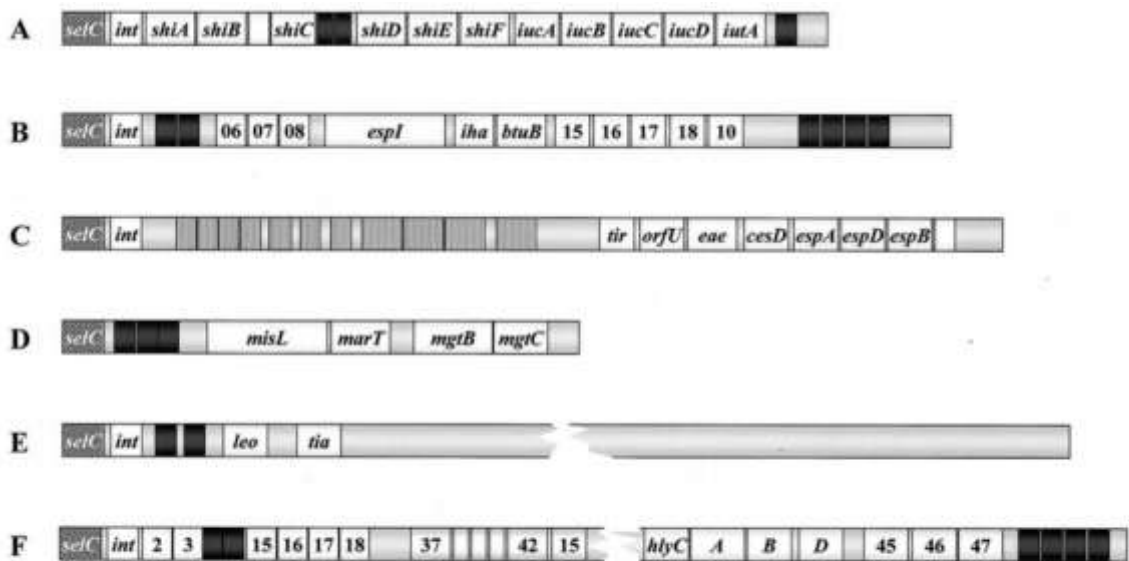 A selC int shiA shiB shiC shiD shiE shiF iucA iucB iucC iucD iutA
B selC int 06 07 08 espI iha btuB 15 16 17 18 10
C selC int tir orfU eae cesD espA espD espB
D selC misL marT mgtB mgtC
E selC int leo tia
F selC int 2 3 15 16 17 18 37 42 15 hlyC A B D 45 46 47